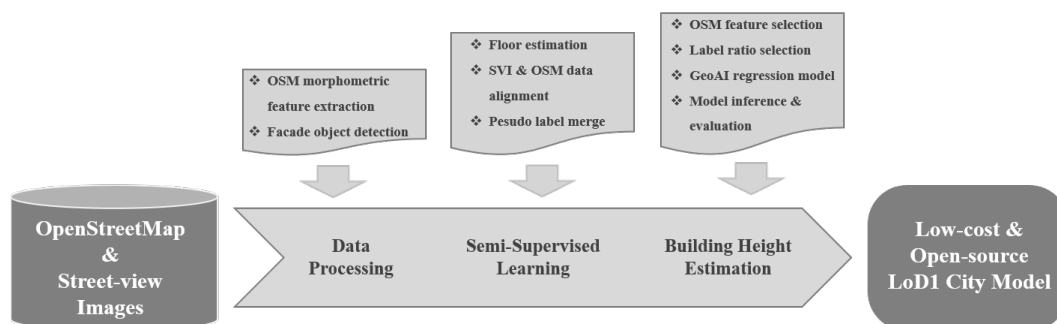 OSM morphometric
feature extraction
Facade object detection
Floor estimation
SVI & OSM data
alignment
Pesudo label merge
OSM feature selection
Label ratio selection
GeoAI regression model
Model inference &
evaluation
OpenStreetMap
&
Street-view
Images
Data
Processing
Semi-Supervised
Learning
Building Height
Estimation
Low-cost &
Open-source
LoD1 City Model